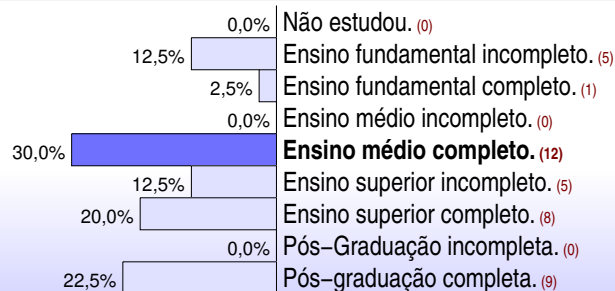 0,0% Não estudou. (0)
12,5% Ensino fundamental incompleto. (5)
2,5% Ensino fundamental completo. (1)
0,0% Ensino médio incompleto. (0)
30,0% Ensino médio completo. (12)
12,5% Ensino superior incompleto. (5)
20,0% Ensino superior completo. (8)
0,0% Pós−Graduação incompleta. (0)
22,5% Pós−graduação completa. (9)